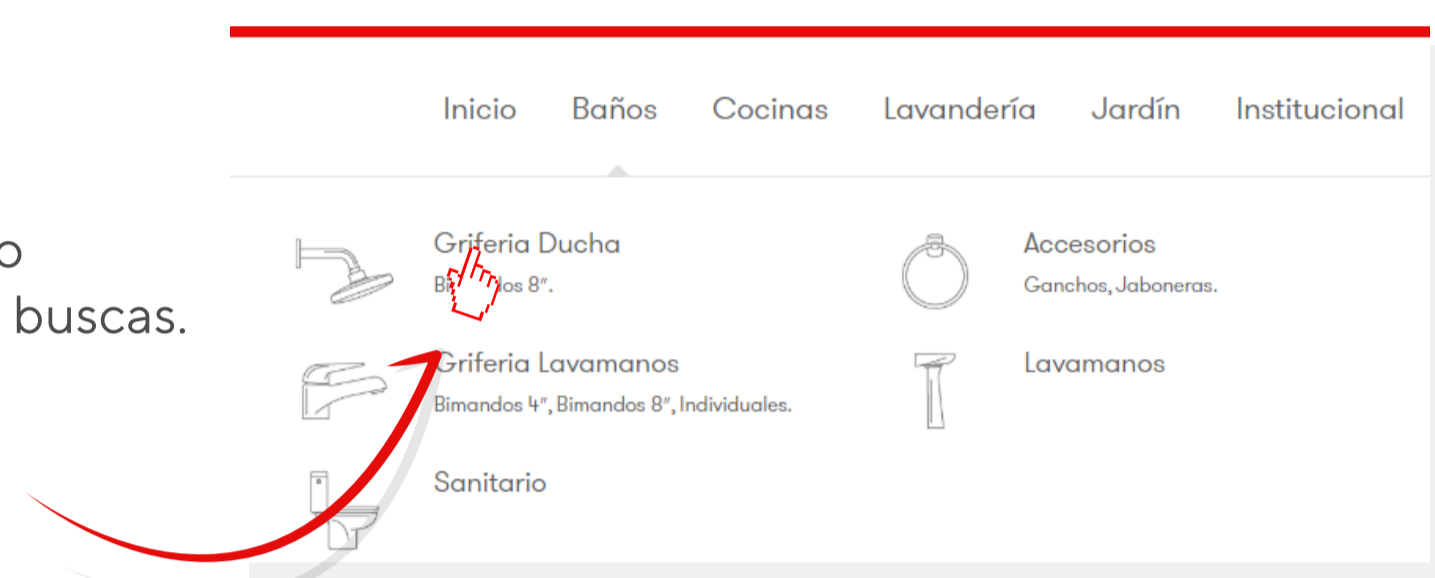 Inicio Baños Cocinas Lavandería Jardín Institucional
o
buscas.
Griferia Ducha
8".
Accesorios
Ganchos, Jaboneras.
Griferia Lavamanos
Bimandos 4", Bimandos 8", Individuales.
Lavamanos
Sanitario